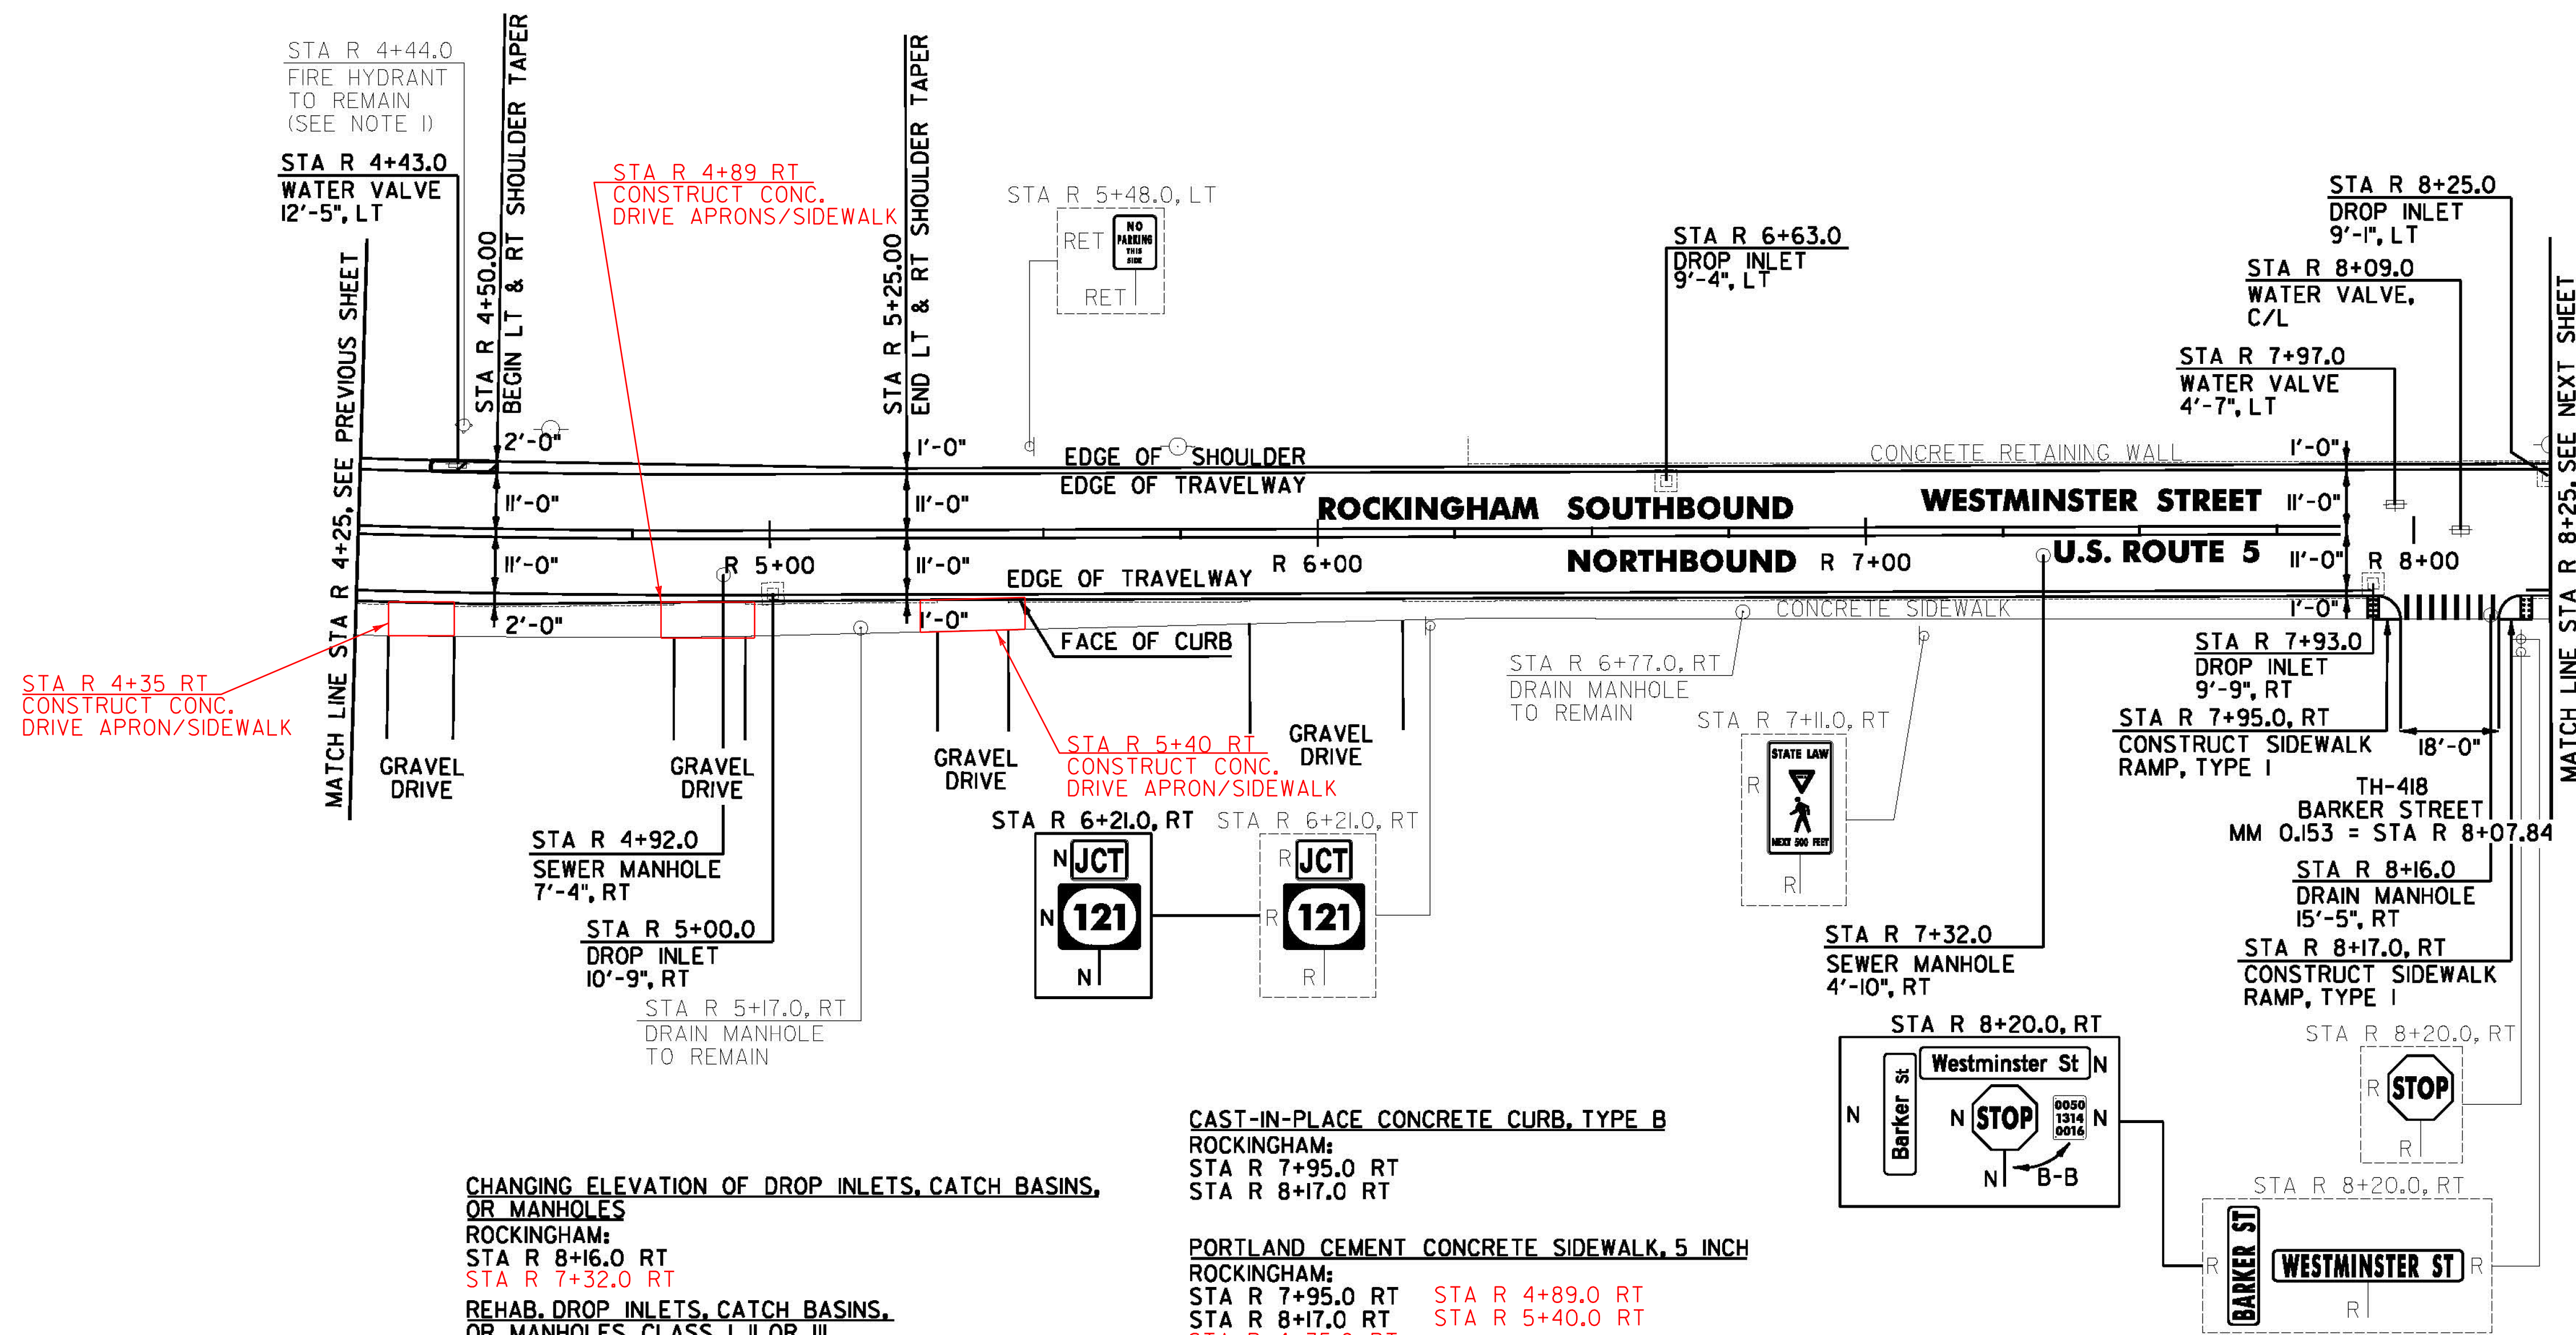 STA R 4+44.0
FIRE HYDRANT
TO REMAIN
(SEE NOTE 1)
STA R 4+43.0
WATER VALVE
12'-5", LT
MATCH LINE STA R 4+25, SEE PREVIOUS SHEET
STA R 4+50.00
BEGIN LT & RT SHOULDER TAPER
STA R 4+89 RT
CONSTRUCT CONC.
DRIVE APRONS/SIDEWALK
STA R 5+25.00
END LT & RT SHOULDER TAPER
STA R 5+48.0, LT
RET
NO
PARKING
THIS
SIDE
RET
STA R 6+63.0
DROP INLET
9'-4", LT
STA R 8+25.0
DROP INLET
9'-1", LT
STA R 8+09.0
WATER VALVE,
C/L
STA R 7+97.0
WATER VALVE
4'-7", LT
MATCH LINE STA R 8+25, SEE NEXT SHEET
2'-0"
1'-0"
EDGE OF SHOULDER
CONCRETE RETAINING WALL
1'-0"
EDGE OF TRAVELWAY
11'-0"
11'-0"
ROCKINGHAM SOUTHBOUND
WESTMINSTER STREET
11'-0"
11'-0"
R 5+00
11'-0"
EDGE OF TRAVELWAY
R 6+00
NORTHBOUND
R 7+00
U.S. ROUTE 5
11'-0"
R 8+00
2'-0"
1'-0"
FACE OF CURB
CONCRETE SIDEWALK
1'-0"
STA R 4+35 RT
CONSTRUCT CONC.
DRIVE APRON/SIDEWALK
GRAVEL
DRIVE
GRAVEL
DRIVE
GRAVEL
DRIVE
STA R 5+40 RT
CONSTRUCT CONC.
DRIVE APRON/SIDEWALK
GRAVEL
DRIVE
STA R 6+77.0, RT
DRAIN MANHOLE
TO REMAIN
STA R 7+11.0, RT
R
STATE LAW
NEXT 500 FEET
R
STA R 7+93.0
DROP INLET
9'-9", RT
STA R 7+95.0, RT
CONSTRUCT SIDEWALK
RAMP, TYPE 1
18'-0"
TH-418
BARKER STREET
MM 0.153 = STA R 8+07.84
STA R 8+16.0
DRAIN MANHOLE
15'-5", RT
STA R 8+17.0, RT
CONSTRUCT SIDEWALK
RAMP, TYPE 1
STA R 4+92.0
SEWER MANHOLE
7'-4", RT
STA R 5+00.0
DROP INLET
10'-9", RT
STA R 5+17.0, RT
DRAIN MANHOLE
TO REMAIN
STA R 6+21.0, RT
N JCT
N 121
N
STA R 6+21.0, RT
R JCT
R 121
R
STA R 7+32.0
SEWER MANHOLE
4'-10", RT
STA R 8+20.0, RT
N
Barker St
Westminster St N
N STOP
0050
1314
0016
N
N
B-B
STA R 8+20.0, RT
R STOP
R
STA R 8+20.0, RT
R
BARKER ST
WESTMINSTER ST R
R
CHANGING ELEVATION OF DROP INLETS, CATCH BASINS,
OR MANHOLES
ROCKINGHAM:
STA R 8+16.0 RT
STA R 7+32.0 RT
REHAB. DROP INLETS, CATCH BASINS,
OR MANHOLES, CLASS I, II OR III
CAST-IN-PLACE CONCRETE CURB, TYPE B
ROCKINGHAM:
STA R 7+95.0 RT
STA R 8+17.0 RT
PORTLAND CEMENT CONCRETE SIDEWALK, 5 INCH
ROCKINGHAM:
STA R 7+95.0 RT STA R 4+89.0 RT
STA R 8+17.0 RT STA R 5+40.0 RT
STA R 4+35.0 RT